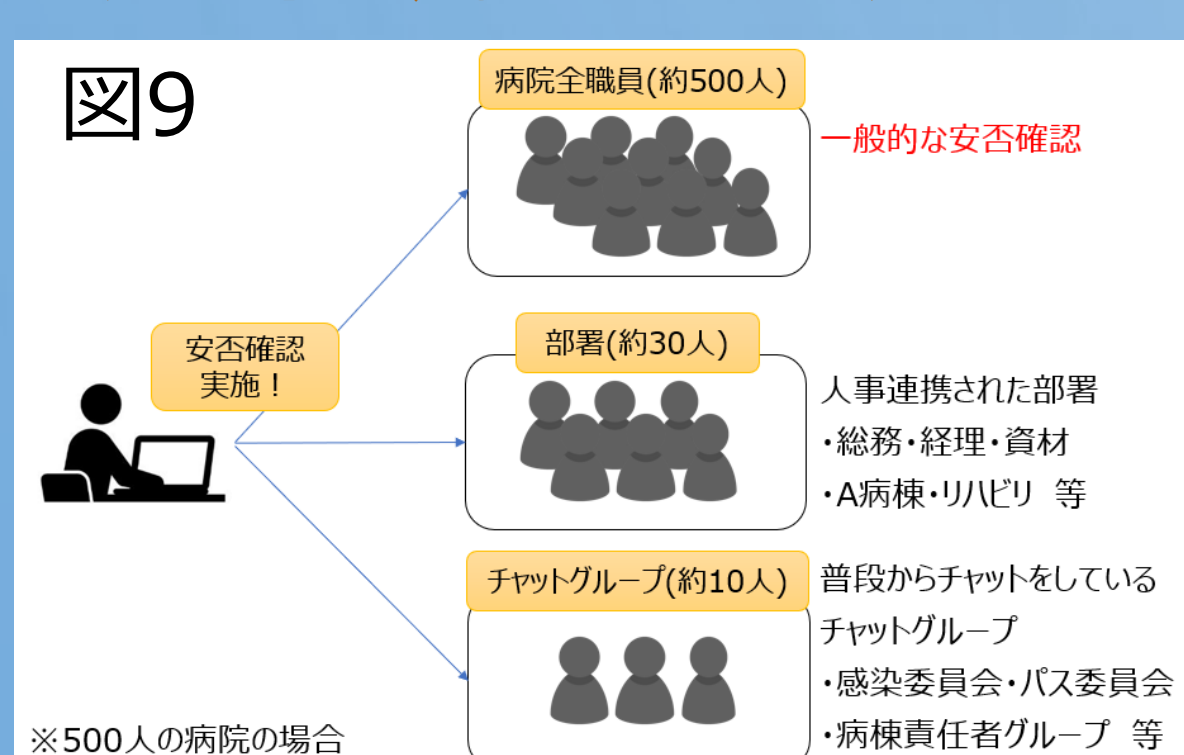 図9
病院全職員(約500人)
一般的な安否確認
安否確認
実施！
部署(約30人)
人事連携された部署
・総務・経理・資材
・A病棟・リハビリ 等
チャットグループ(約10人)
普段からチャットをしている
チャットグループ
・感染委員会・パス委員会
・病棟責任者グループ 等
※500人の病院の場合